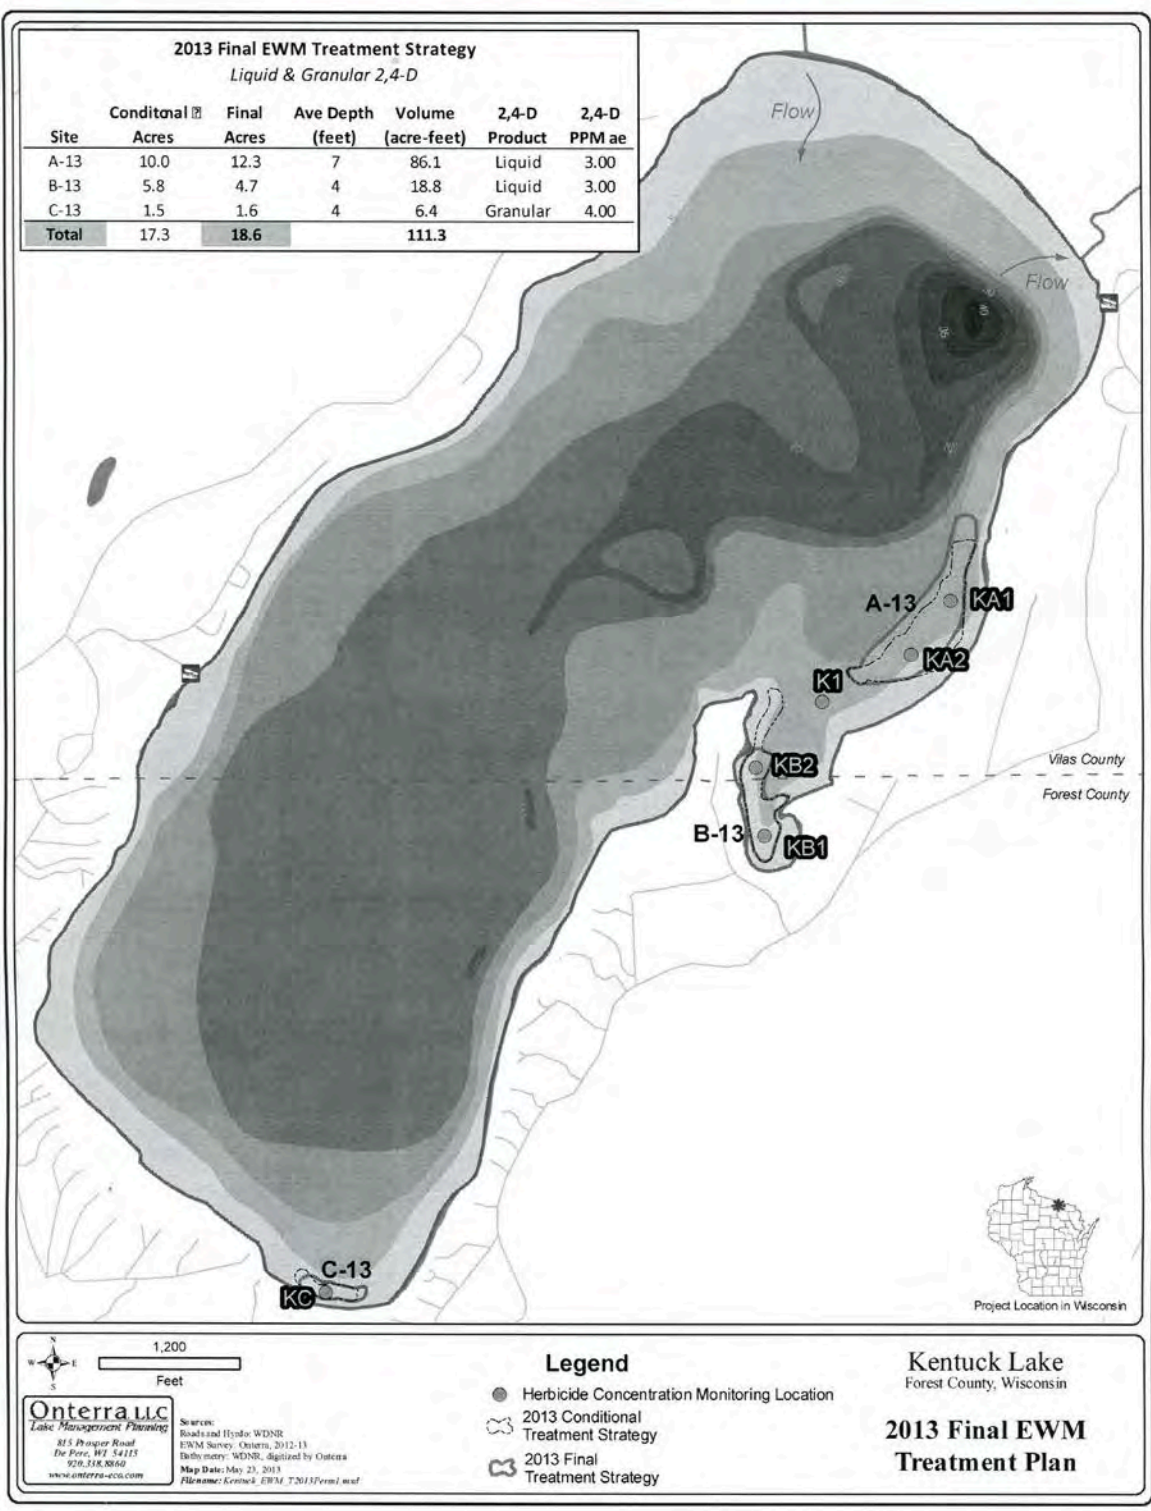 2013 Final EWM Treatment Strategy
Liquid & Granular 2,4-D
Conditonal Final Ave Depth Volume 2,4-D 2,4-D
Site Acres Acres (feet) (acre-feet) Product PPM ae
A-13 10.0 12.3 7 86.1 Liquid 3.00
B-13 5.8 4.7 4 18.8 Liquid 3.00
C-13 1.5 1.6 4 6.4 Granular 4.00
Total 17.3 18.6 111.3
Flow
Flow
40
35
A-13
KA1
KA2
K1
KB2
Vilas County
Forest County
B-13
KB1
C-13
KC
Project Location in Wisconsin
N
W E
S
1,200
Feet
Onterra LLC
Lake Management Planning
815 Prosper Road
De Pere, WI 54115
920.338.8860
www.onterra-eco.com
Sources:
Roads and Hydro: WDNR
EWM Survey: Onterra, 2012-13
Bathymetry: WDNR, digitized by Onterra
Map Date: May 23, 2013
Filename: Kentuck_EWM_T2013Perm1.mxd
Legend
Herbicide Concentration Monitoring Location
2013 Conditional
Treatment Strategy
2013 Final
Treatment Strategy
Kentuck Lake
Forest County, Wisconsin
2013 Final EWM
Treatment Plan